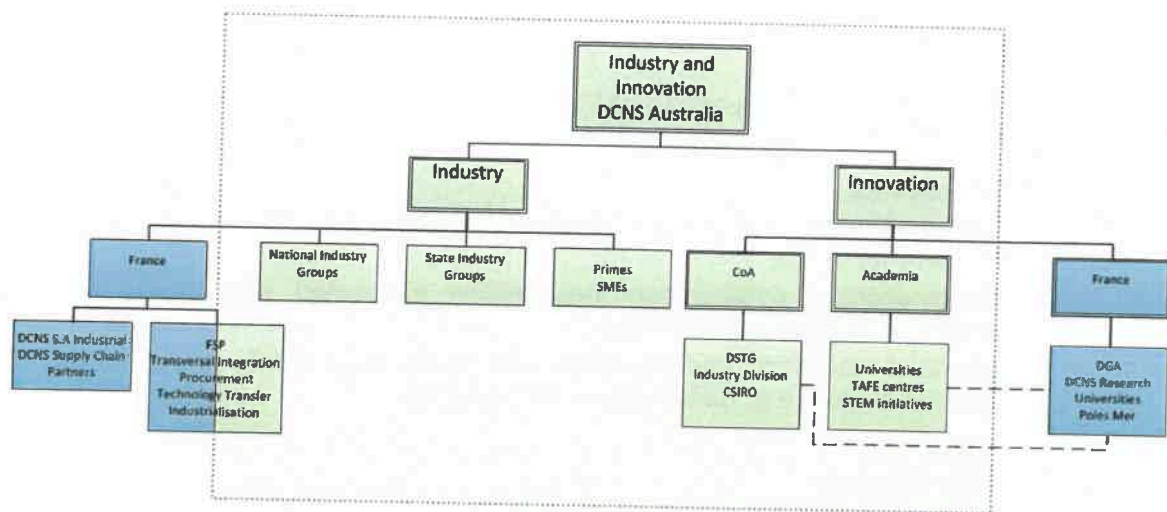 Industry and
Innovation
DCNS Australia
Industry
Innovation
France
National Industry
Groups
State Industry
Groups
Primes
SMEs
CoA
Academia
France
DCNS S.A Industrial
DCNS Supply Chain
Partners
FSP
Transversal Integration
Procurement
Technology Transfer
Industrialisation
DSTG
Industry Division
CSIRO
Universities
TAFE centres
STEM initiatives
DGA
DCNS Research
Universities
Poles Mer